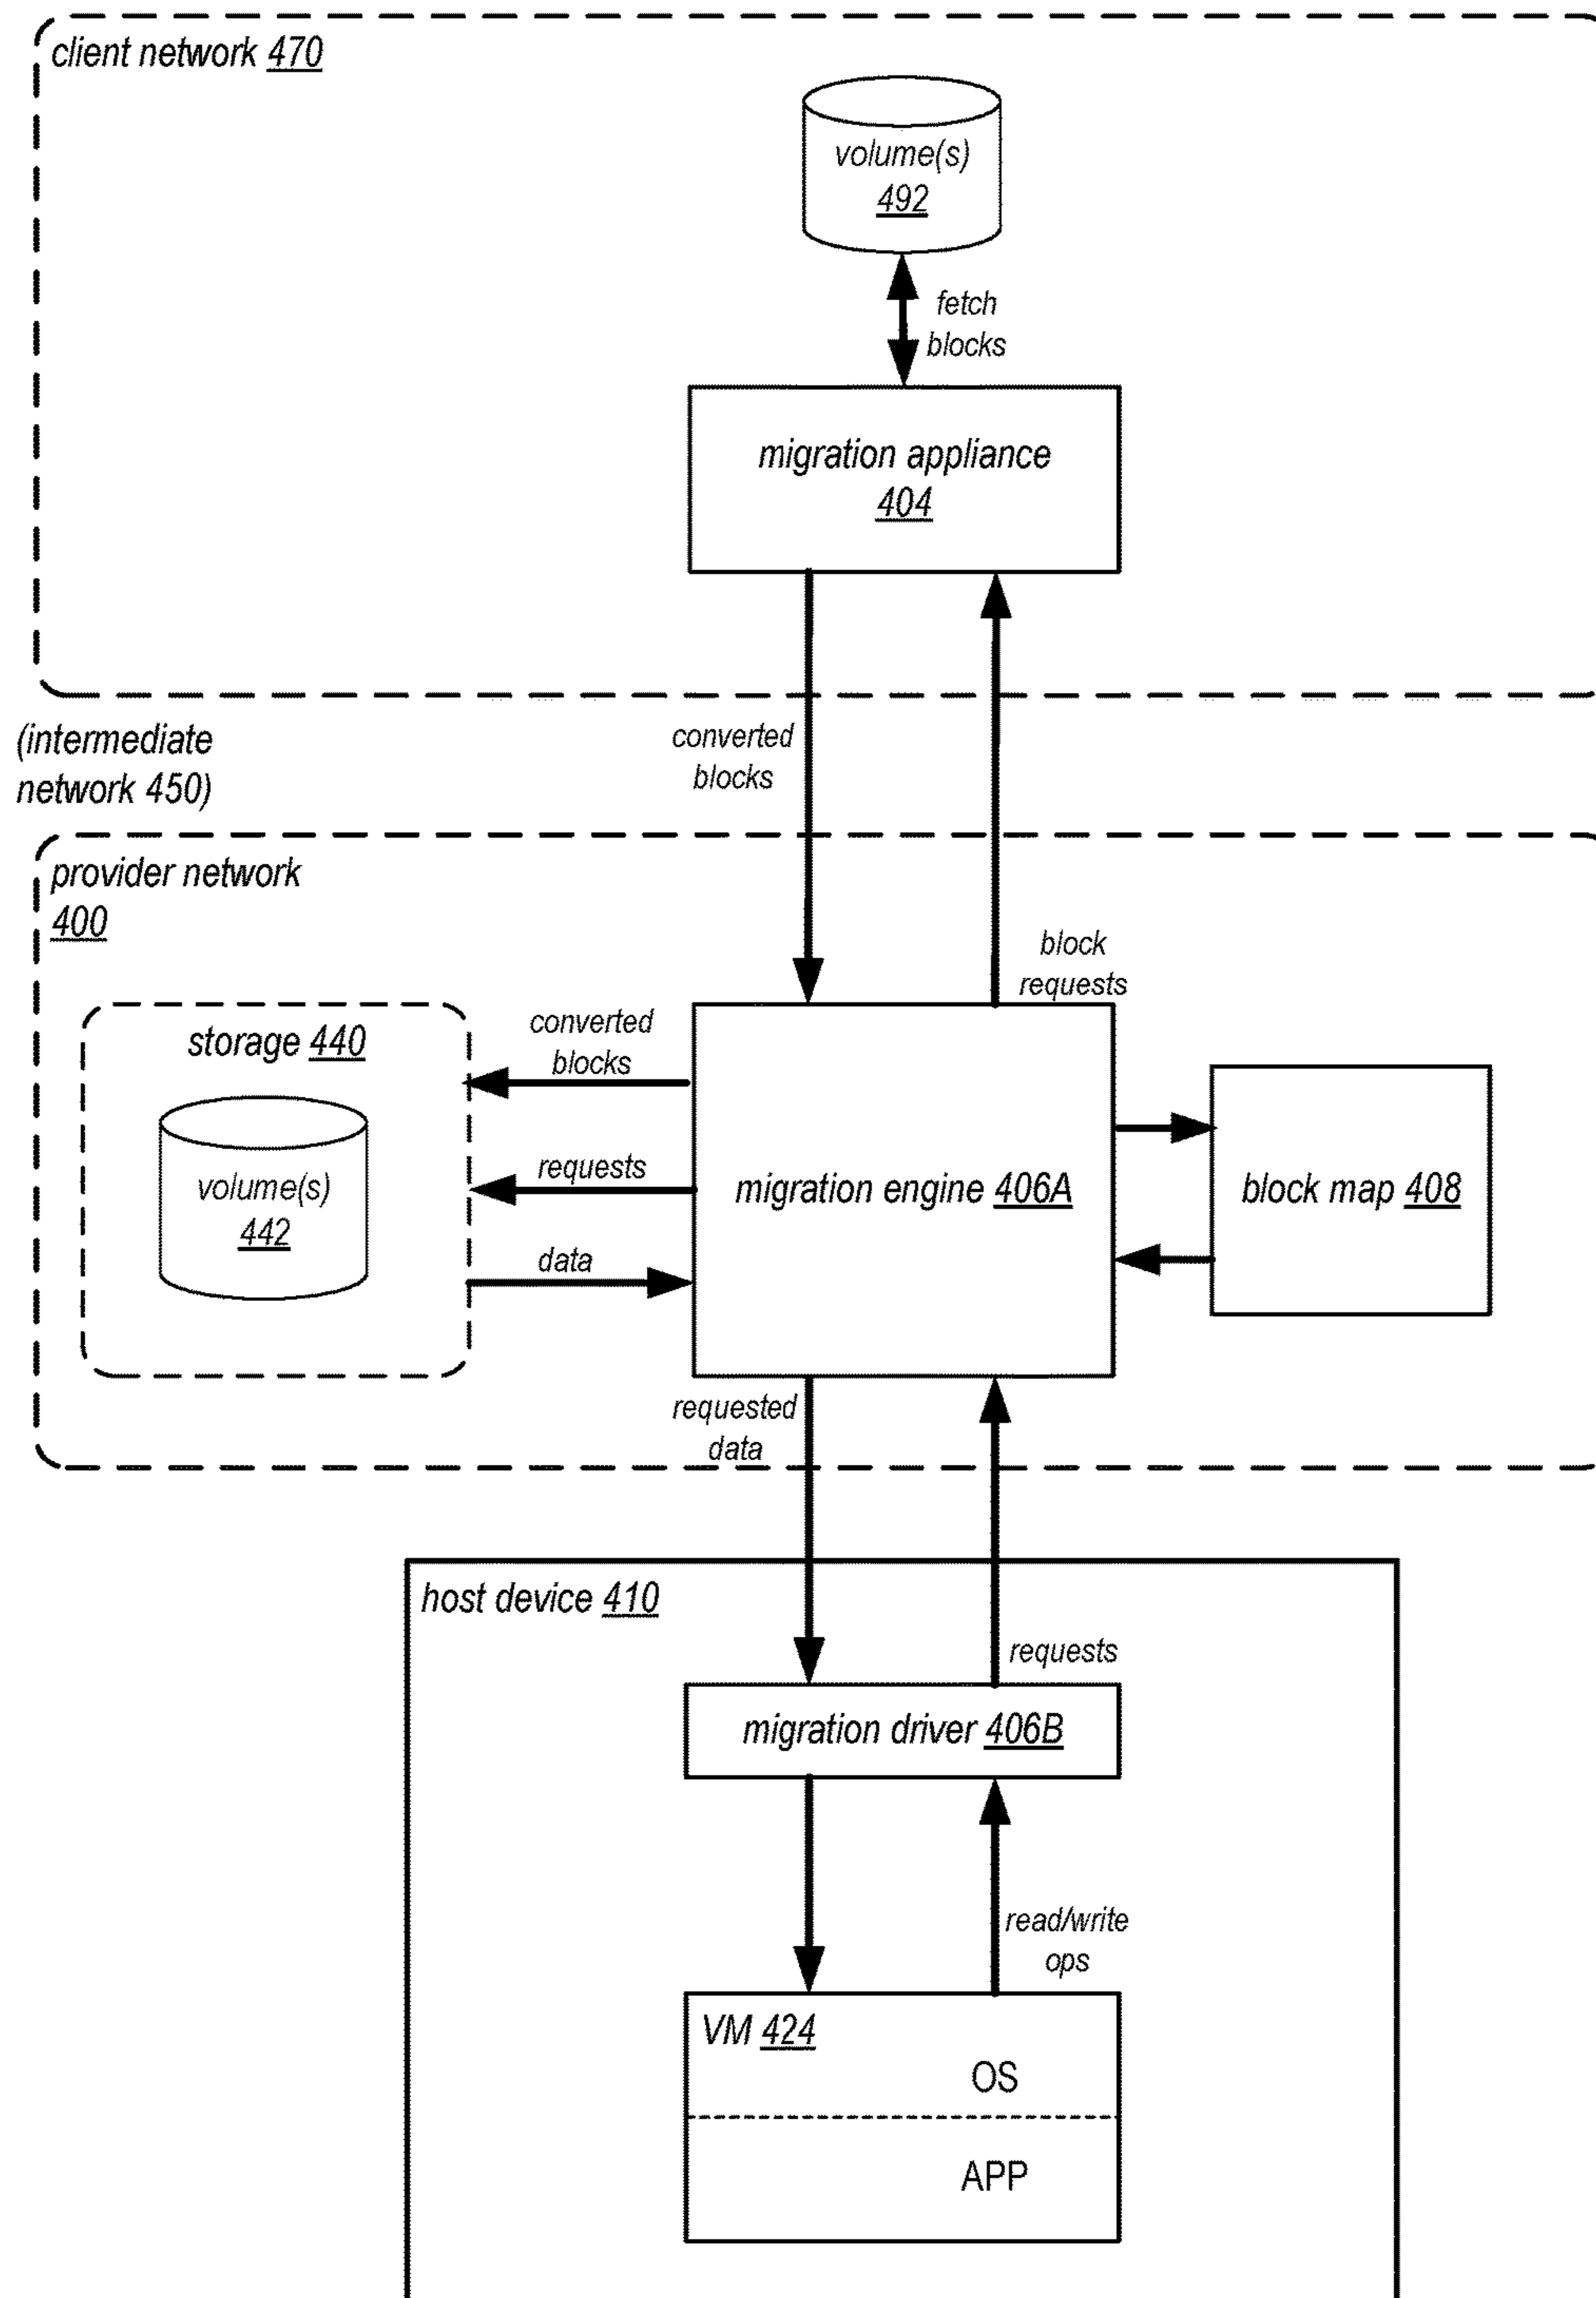 client network 470
volume(s)
492
fetch
blocks
migration appliance
404
(intermediate
network 450)
converted
blocks
provider network
400
block
requests
storage 440
converted
blocks
volume(s)
442
requests
data
migration engine 406A
block map 408
requested
data
host device 410
requests
migration driver 406B
read/write
ops
VM 424
OS
APP